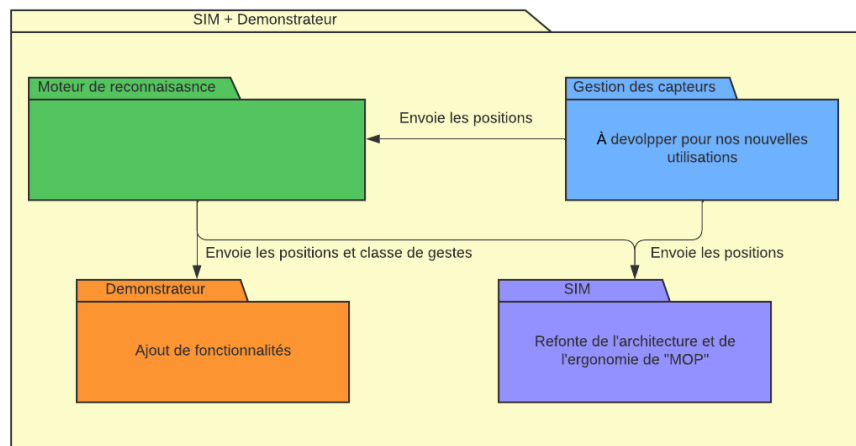 SIM + Demonstrateur
Moteur de reconnaisasnce
Gestion des capteurs
Envoie les positions
À devolpper pour nos nouvelles
utilisations
Envoie les positions et classe de gestes
Envoie les positions
Demonstrateur
SIM
Ajout de fonctionnalités
Refonte de l'architecture et de
l'ergonomie de "MOP"